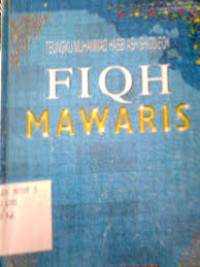 TEUNGKU MUHAMMAD HASBI ASH SHIDDIEQY
FIQH
MAWARIS